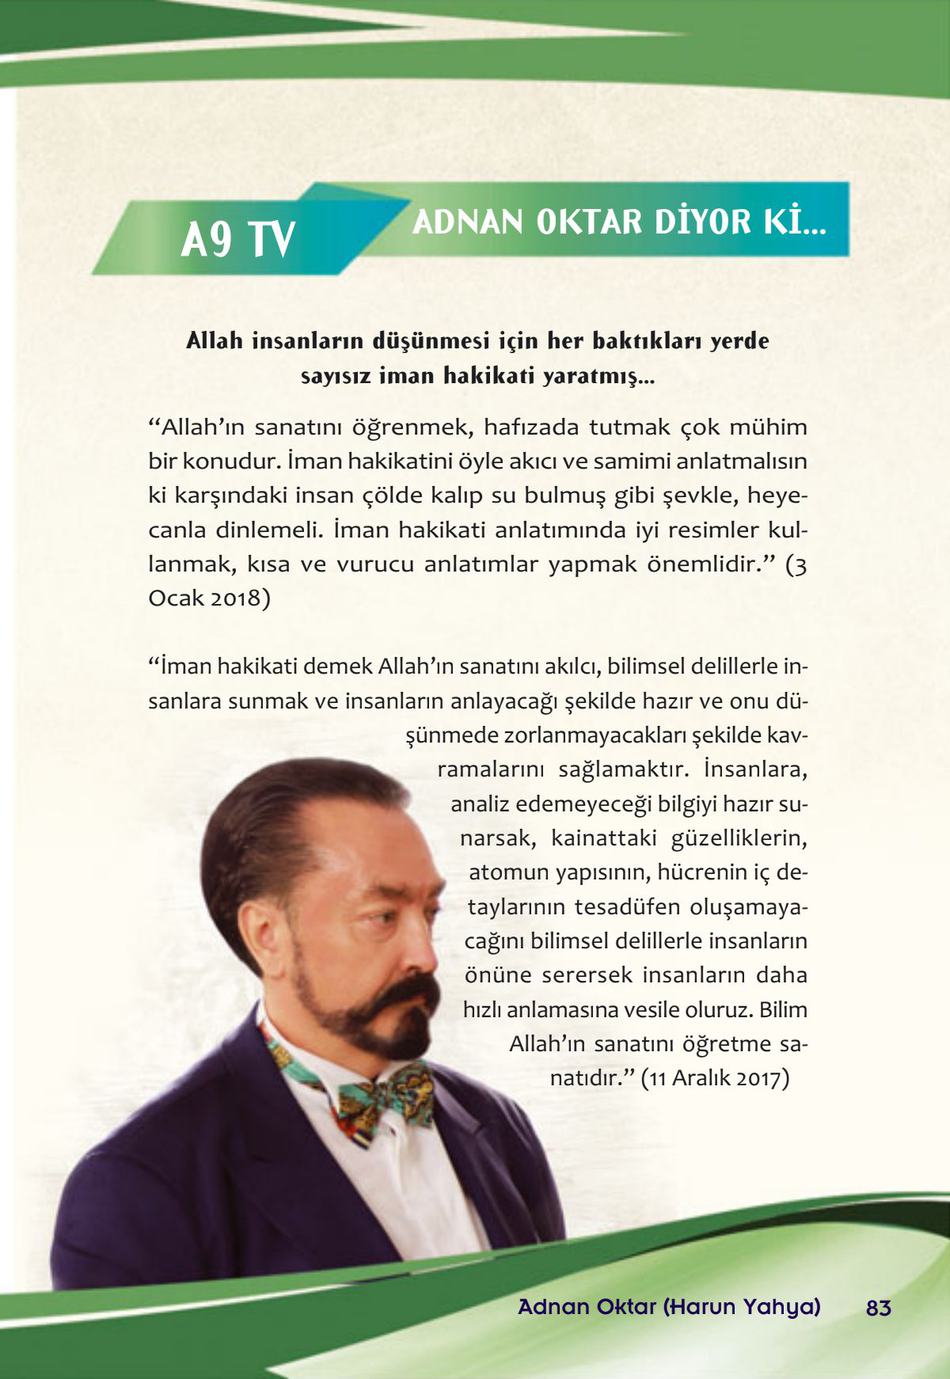 A9 TV
ADNAN OKTAR DİYOR Kİ...
Allah insanların düşünmesi için her baktıkları yerde
sayısız iman hakikati yaratmış...
“Allah’ın sanatını öğrenmek, hafızada tutmak çok mühim
bir konudur. İman hakikatini öyle akıcı ve samimi anlatmalısın
ki karşındaki insan çölde kalıp su bulmuş gibi şevkle, heye-
canla dinlemeli. İman hakikati anlatımında iyi resimler kul-
lanmak, kısa ve vurucu anlatımlar yapmak önemlidir.” (3
Ocak 2018)
“İman hakikati demek Allah’ın sanatını akılcı, bilimsel delillerle in-
sanlara sunmak ve insanların anlayacağı şekilde hazır ve onu dü-
şünmede zorlanmayacakları şekilde kav-
ramalarını sağlamaktır. İnsanlara,
analiz edemeyeceği bilgiyi hazır su-
narsak, kainattaki güzelliklerin,
atomun yapısının, hücrenin iç de-
taylarının tesadüfen oluşamaya-
cağını bilimsel delillerle insanların
önüne serersek insanların daha
hızlı anlamasına vesile oluruz. Bilim
Allah’ın sanatını öğretme sa-
natıdır.” (11 Aralık 2017)
Adnan Oktar (Harun Yahya)
83